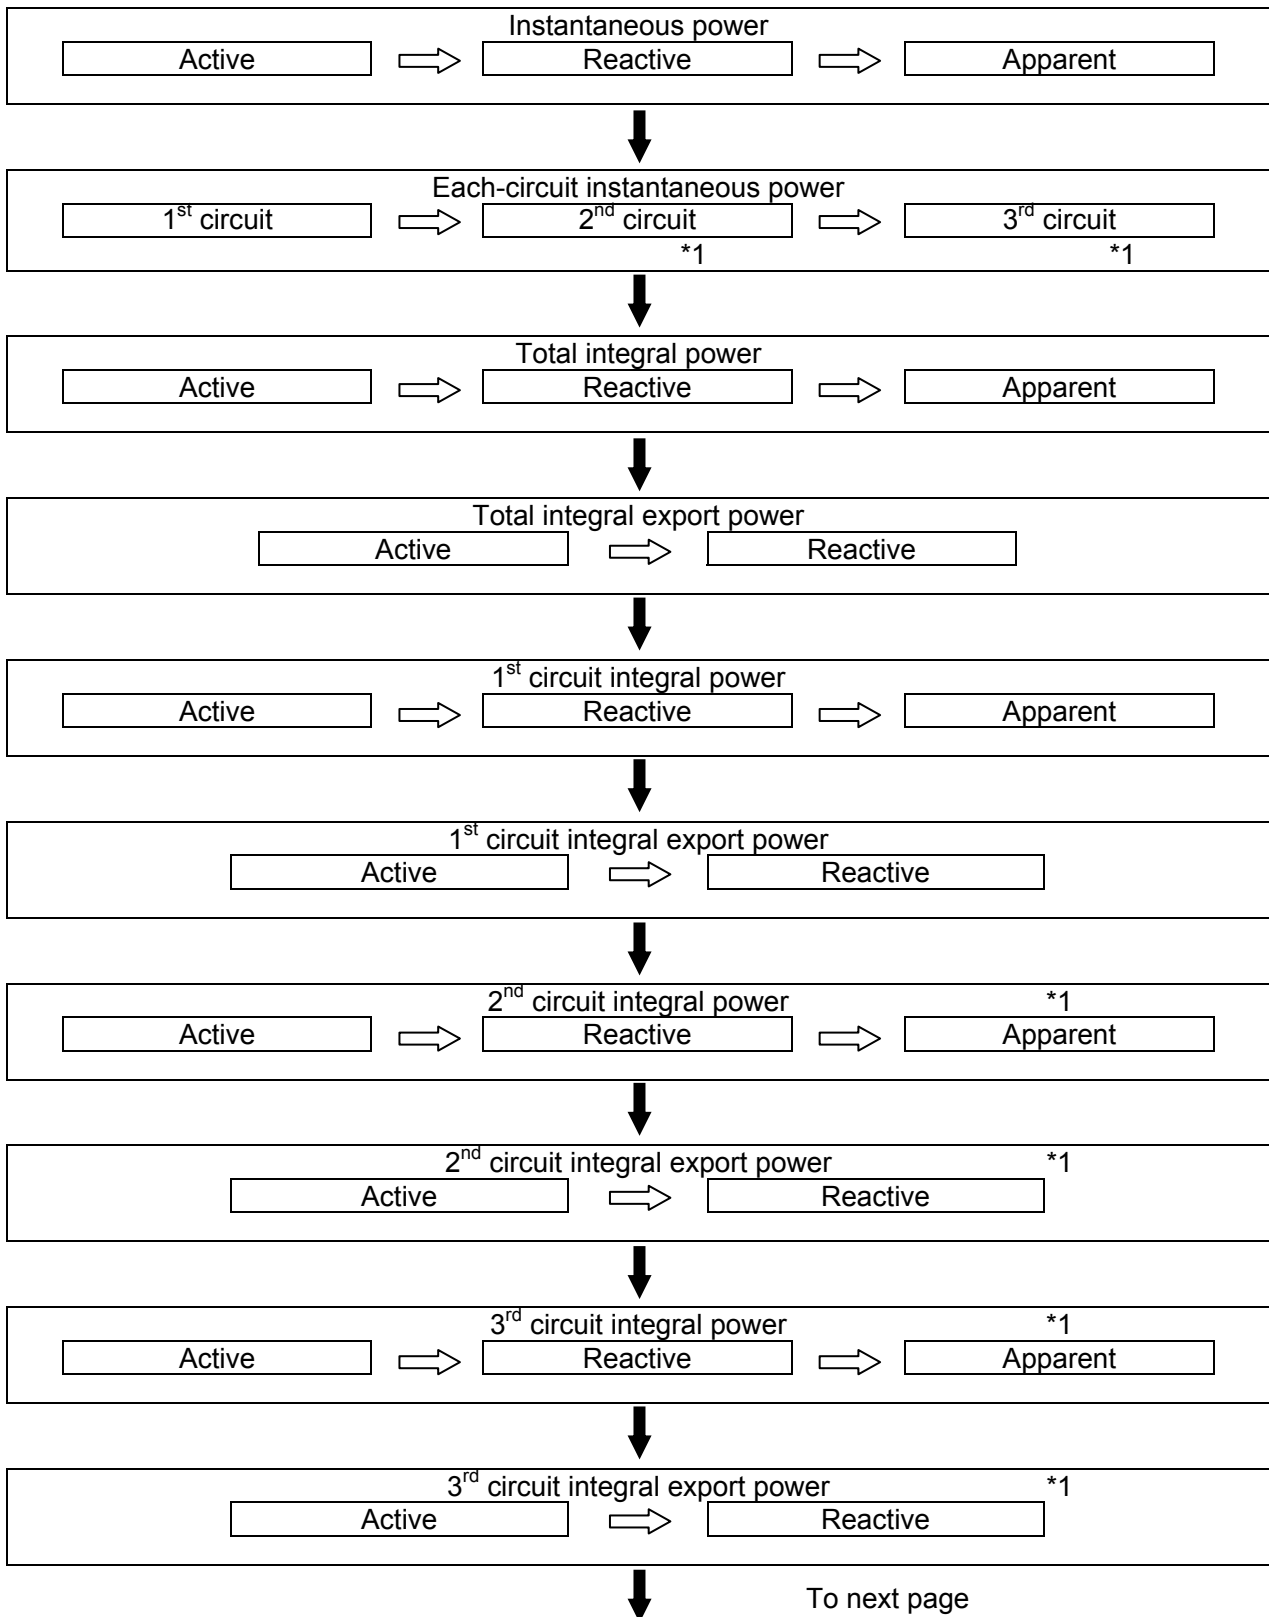 Instantaneous power
Active Reactive Apparent
Each-circuit instantaneous power
1st circuit 2nd circuit 3rd circuit
*1 *1
Total integral power
Active Reactive Apparent
Total integral export power
Active Reactive
1st circuit integral power
Active Reactive Apparent
1st circuit integral export power
Active Reactive
2nd circuit integral power *1
Active Reactive Apparent
2nd circuit integral export power *1
Active Reactive
3rd circuit integral power *1
Active Reactive Apparent
3rd circuit integral export power *1
Active Reactive
To next page